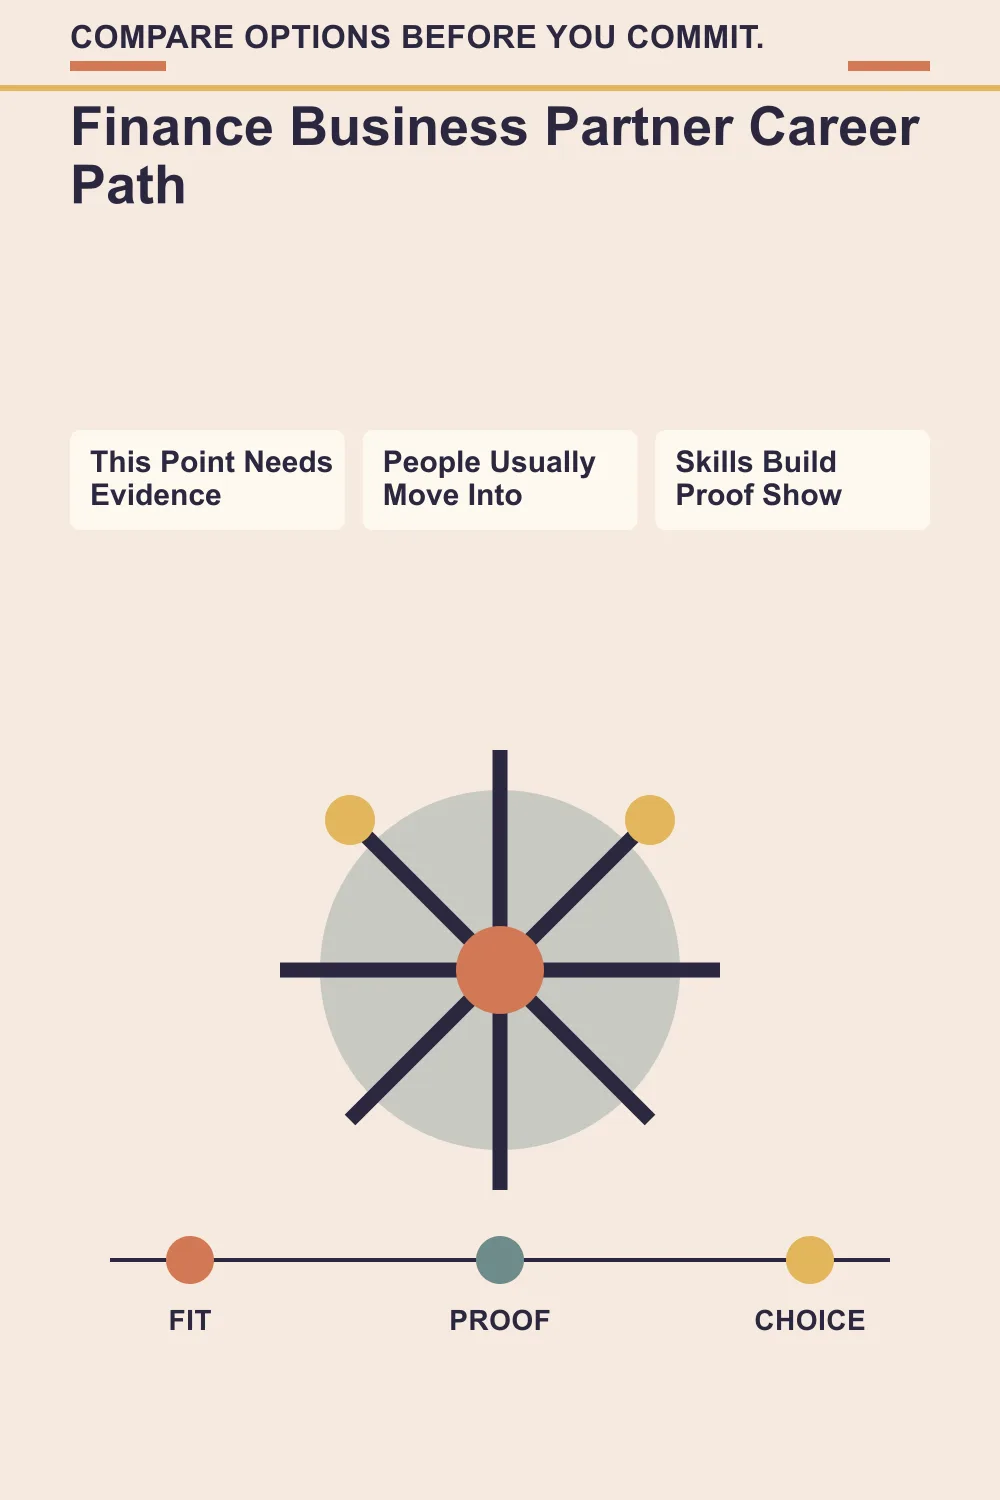 COMPARE OPTIONS BEFORE YOU COMMIT.
Finance Business Partner Career
Path
This Point Needs
Evidence
People Usually
Move Into
Skills Build
Proof Show
FIT
PROOF
CHOICE